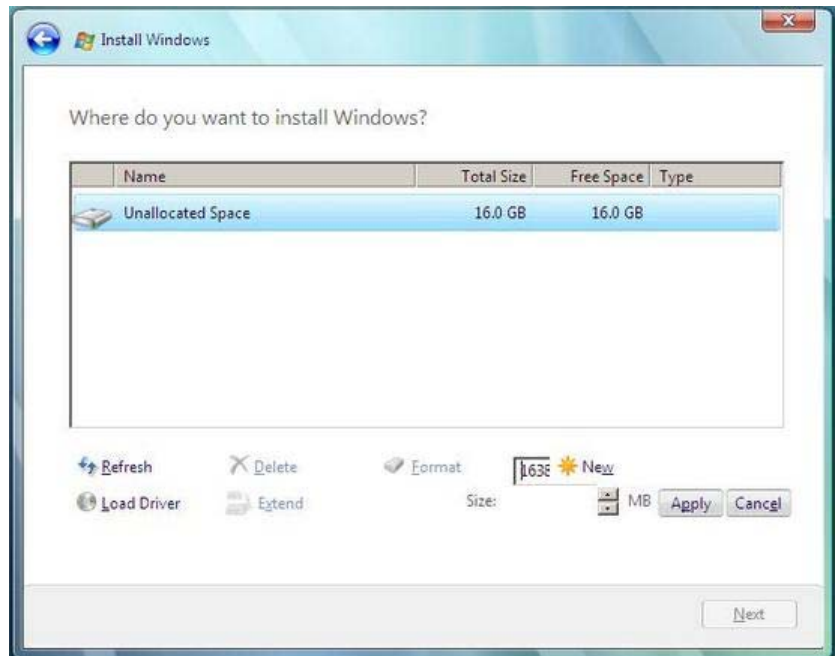 Install Windows
Where do you want to install Windows?
Name Total Size Free Space Type
Unallocated Space 16.0 GB 16.0 GB
Refresh Delete Format 1638 New
Load Driver Extend Size: MB Apply Cancel
Next